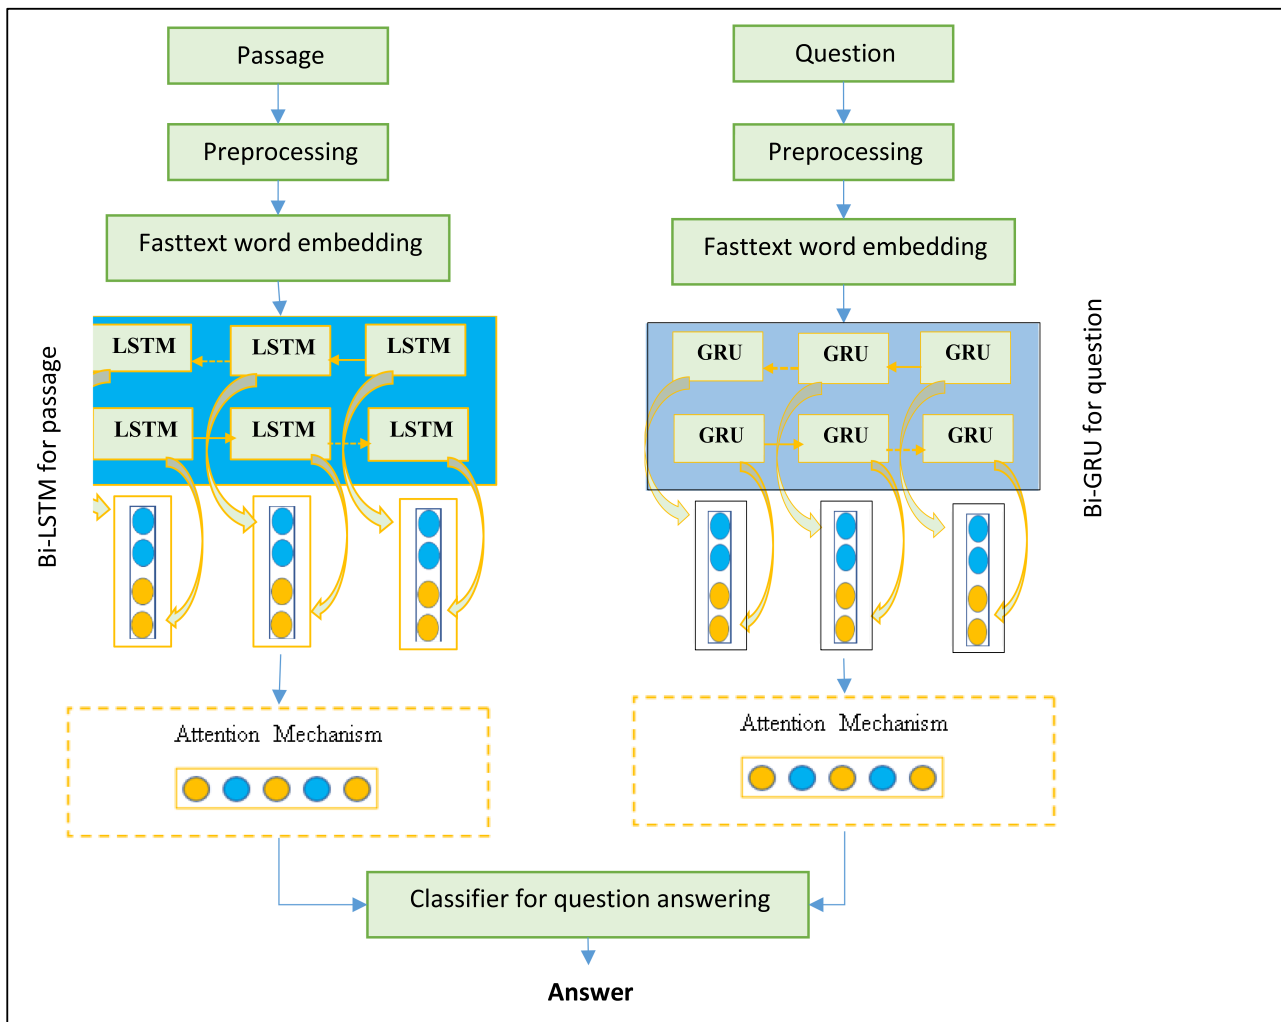 Passage
Preprocessing
Fasttext word embedding
Bi-LSTM for passage
LSTM LSTM LSTM
LSTM LSTM LSTM
Attention Mechanism
Question
Preprocessing
Fasttext word embedding
Bi-GRU for question
GRU GRU GRU
GRU GRU GRU
Attention Mechanism
Classifier for question answering
Answer